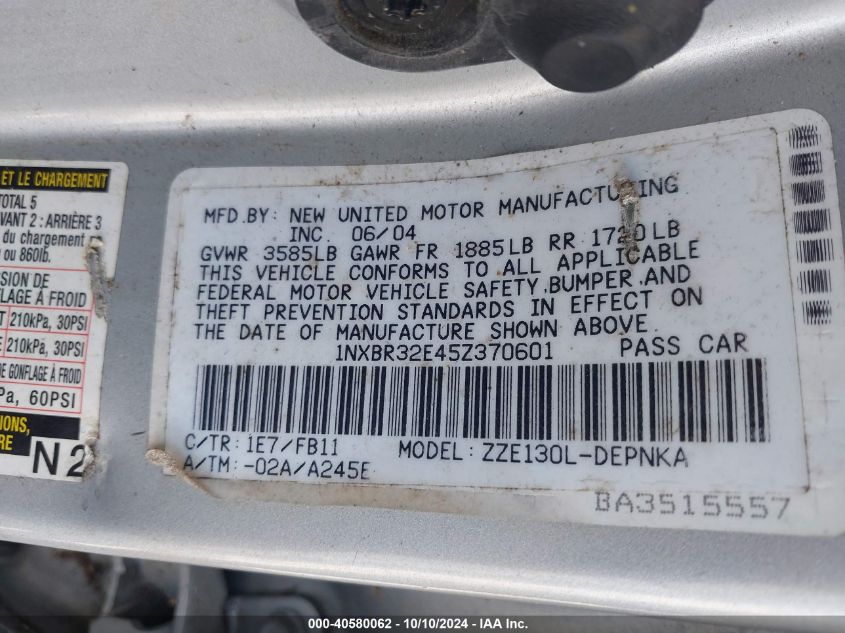 ET LE CHARGEMENT
TOTAL 5
AVANT 2 : ARRIÈRE 3
du chargement
ou 860lb.
SION DE
FLAGE À FROID
210kPa, 30PSI
210kPa, 30PSI
DE GONFLAGE À FROID
Pa, 60PSI
IONS,
RE
N2
MFD.BY: NEW UNITED MOTOR MANUFACTURING
INC 06/04
GVWR 3585LB GAWR FR 1885LB RR 1720LB
THIS VEHICLE CONFORMS TO ALL APPLICABLE
FEDERAL MOTOR VEHICLE SAFETY,BUMPER,AND
THEFT PREVENTION STANDARDS IN EFFECT ON
THE DATE OF MANUFACTURE SHOWN ABOVE.
1NXBR32E45Z370601 PASS CAR
C/TR: 1E7/FB11 MODEL: ZZE130L-DEPNKA
A/TM: -02A/A245E
BA3515557
000-40580062 - 10/10/2024 - IAA Inc.